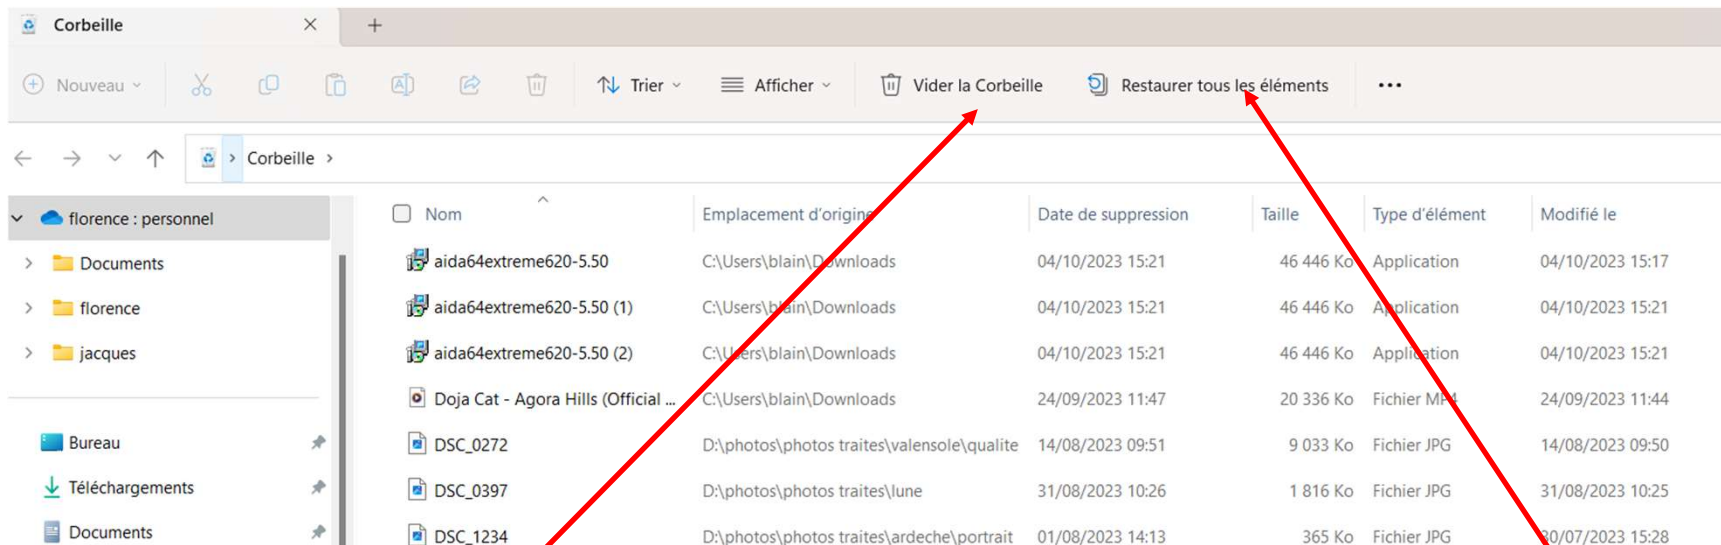 Corbeille
Nouveau Trier Afficher Vider la Corbeille Restaurer tous les éléments
Corbeille
florence : personnel
Documents
florence
jacques
Bureau
Téléchargements
Documents
Nom Emplacement d'origine Date de suppression Taille Type d'élément Modifié le
aida64extreme620-5.50 C:\Users\blain\Downloads 04/10/2023 15:21 46 446 Ko Application 04/10/2023 15:17
aida64extreme620-5.50 (1) C:\Users\blain\Downloads 04/10/2023 15:21 46 446 Ko Application 04/10/2023 15:21
aida64extreme620-5.50 (2) C:\Users\blain\Downloads 04/10/2023 15:21 46 446 Ko Application 04/10/2023 15:21
Doja Cat - Agora Hills (Official ... C:\Users\blain\Downloads 24/09/2023 11:47 20 336 Ko Fichier MP4 24/09/2023 11:44
DSC_0272 D:\photos\photos traites\valensole\qualite 14/08/2023 09:51 9 033 Ko Fichier JPG 14/08/2023 09:50
DSC_0397 D:\photos\photos traites\lune 31/08/2023 10:26 1 816 Ko Fichier JPG 31/08/2023 10:25
DSC_1234 D:\photos\photos traites\ardeche\portrait 01/08/2023 14:13 365 Ko Fichier JPG 30/07/2023 15:28